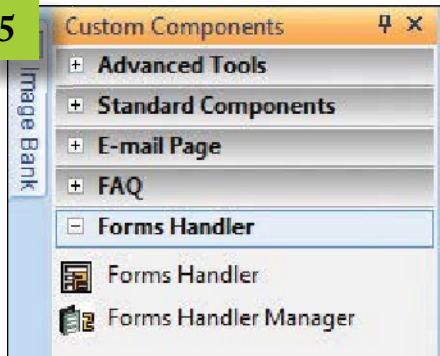 5
Custom Components
Image Bank
Advanced Tools
Standard Components
E-mail Page
FAQ
Forms Handler
Forms Handler
Forms Handler Manager